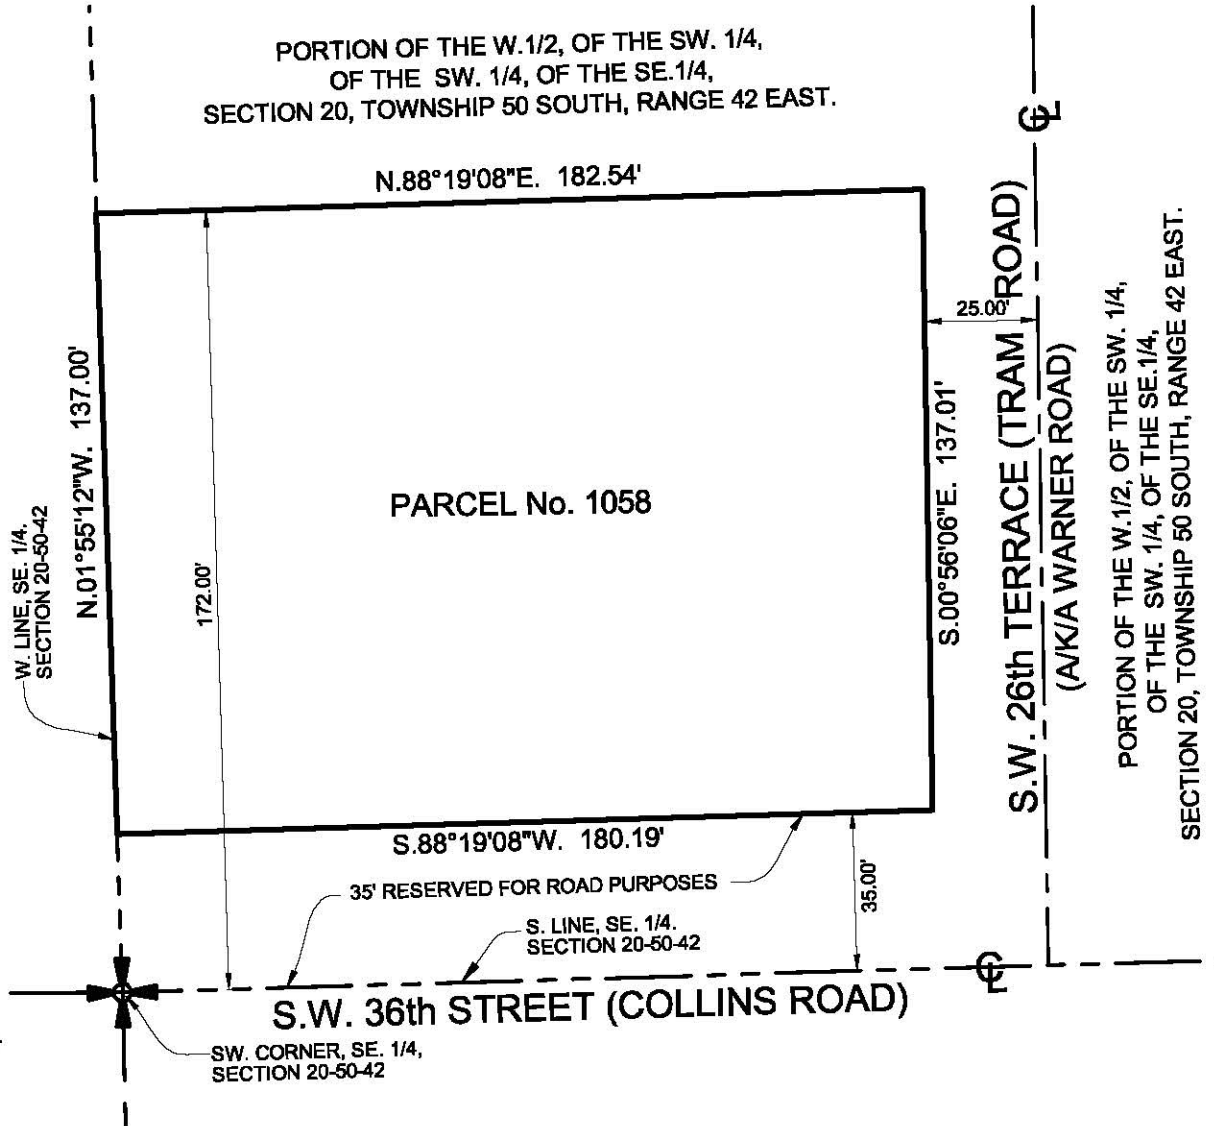 PORTION OF THE W.1/2, OF THE SW. 1/4,
OF THE SW. 1/4, OF THE SE.1/4,
SECTION 20, TOWNSHIP 50 SOUTH, RANGE 42 EAST.
N.88°19'08"E. 182.54'
℄
25.00'
S.W. 26th TERRACE (TRAM ROAD)
(A/K/A WARNER ROAD)
PORTION OF THE W.1/2, OF THE SW. 1/4,
OF THE SW. 1/4, OF THE SE.1/4,
SECTION 20, TOWNSHIP 50 SOUTH, RANGE 42 EAST.
N.01°55'12"W. 137.00'
W. LINE, SE. 1/4.
SECTION 20-50-42
172.00'
PARCEL No. 1058
S.00°56'06"E. 137.01'
S.88°19'08"W. 180.19'
35' RESERVED FOR ROAD PURPOSES
35.00'
S. LINE, SE. 1/4.
SECTION 20-50-42
℄
S.W. 36th STREET (COLLINS ROAD)
SW. CORNER, SE. 1/4,
SECTION 20-50-42